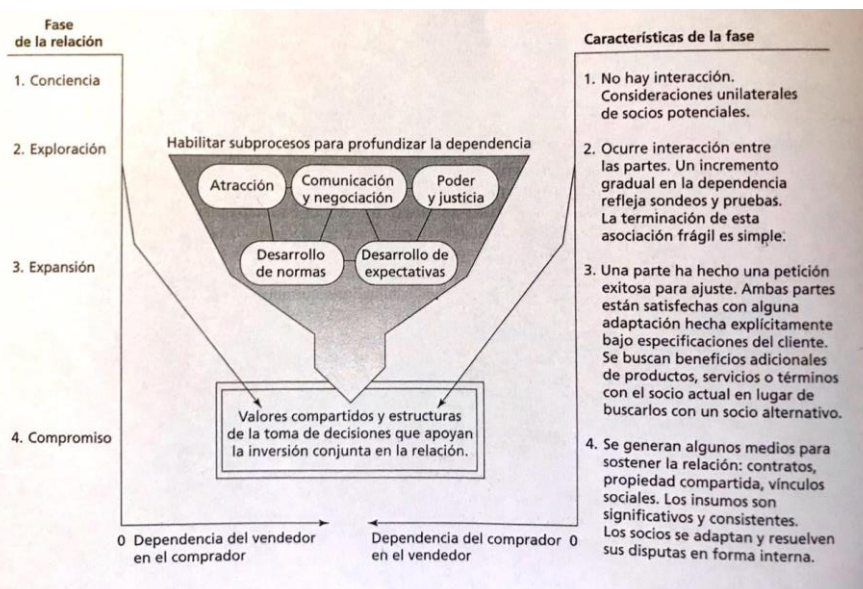 Fase
de la relación
1. Conciencia
2. Exploración
3. Expansión
4. Compromiso
Habilitar subprocesos para profundizar la dependencia
Atracción
Comunicación
y negociación
Poder
y justicia
Desarrollo
de normas
Desarrollo de
expectativas
Valores compartidos y estructuras
de la toma de decisiones que apoyan
la inversión conjunta en la relación.
0 Dependencia del vendedor
en el comprador
Dependencia del comprador 0
en el vendedor
Características de la fase
1. No hay interacción.
Consideraciones unilaterales
de socios potenciales.
2. Ocurre interacción entre
las partes. Un incremento
gradual en la dependencia
refleja sondeos y pruebas.
La terminación de esta
asociación frágil es simple.
3. Una parte ha hecho una petición
exitosa para ajuste. Ambas partes
están satisfechas con alguna
adaptación hecha explícitamente
bajo especificaciones del cliente.
Se buscan beneficios adicionales
de productos, servicios o términos
con el socio actual en lugar de
buscarlos con un socio alternativo.
4. Se generan algunos medios para
sostener la relación: contratos,
propiedad compartida, vínculos
sociales. Los insumos son
significativos y consistentes.
Los socios se adaptan y resuelven
sus disputas en forma interna.